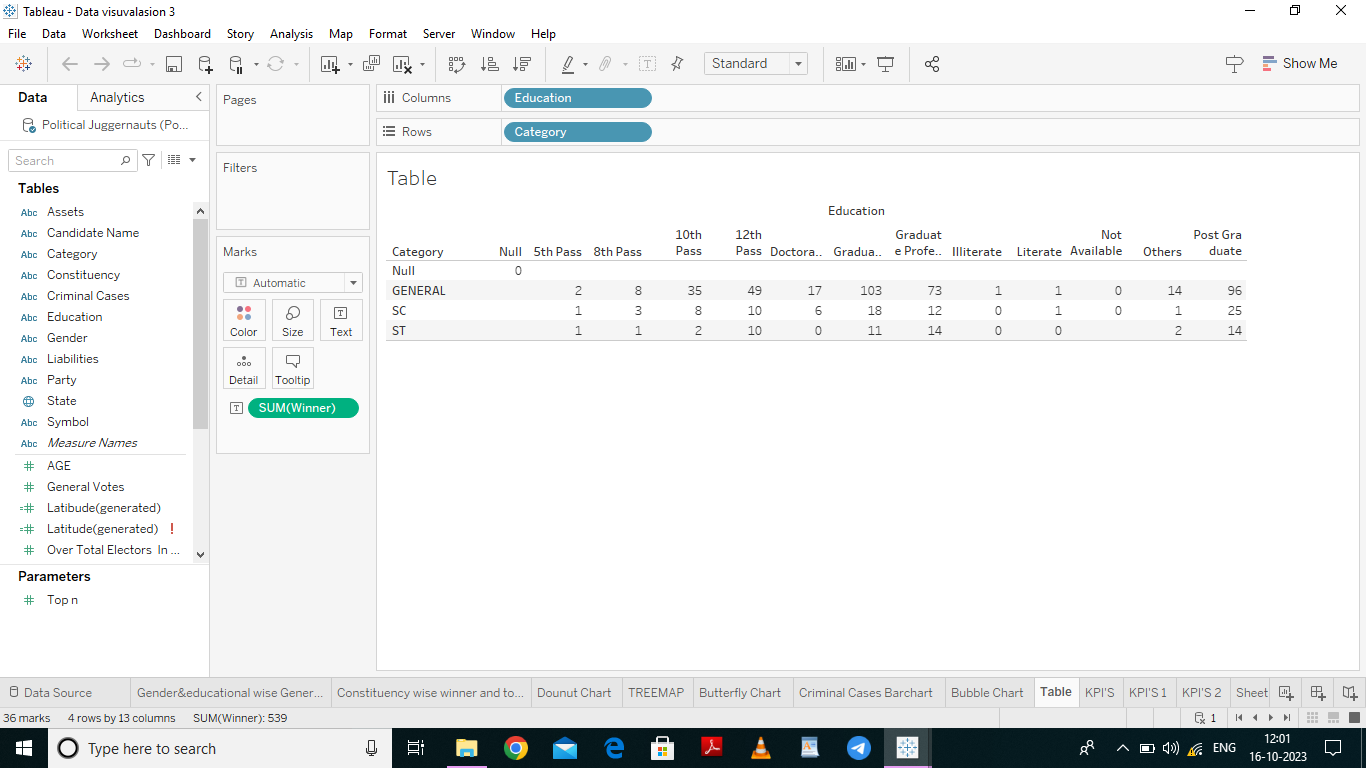 Tableau - Data visuvalasion 3
File Data Worksheet Dashboard Story Analysis Map Format Server Window Help
Standard
Show Me
Data Analytics
Political Juggernauts (Po...
Search
Tables
Abc Assets
Abc Candidate Name
Abc Category
Abc Constituency
Abc Criminal Cases
Abc Education
Abc Gender
Abc Liabilities
Abc Party
State
Abc Symbol
Abc Measure Names
# AGE
# General Votes
=# Latibude(generated)
=# Latitude(generated) !
# Over Total Electors In ...
Parameters
# Top n
Pages
Filters
Marks
T Automatic
Color Size Text
Detail Tooltip
T SUM(Winner)
Columns Education
Rows Category
Table
Education
Category Null 5th Pass 8th Pass 10th Pass 12th Pass Doctora.. Gradua.. Graduat e Profe.. Illiterate Literate Not Available Others Post Gra duate
Null 0
GENERAL 2 8 35 49 17 103 73 1 1 0 14 96
SC 1 3 8 10 6 18 12 0 1 0 1 25
ST 1 1 2 10 0 11 14 0 0 2 14
Data Source Gender&educational wise Gener... Constituency wise winner and to... Dounut Chart TREEMAP Butterfly Chart Criminal Cases Barchart Bubble Chart Table KPI'S KPI'S 1 KPI'S 2 Sheet
36 marks 4 rows by 13 columns SUM(Winner): 539 1
Type here to search
ENG
12:01
16-10-2023